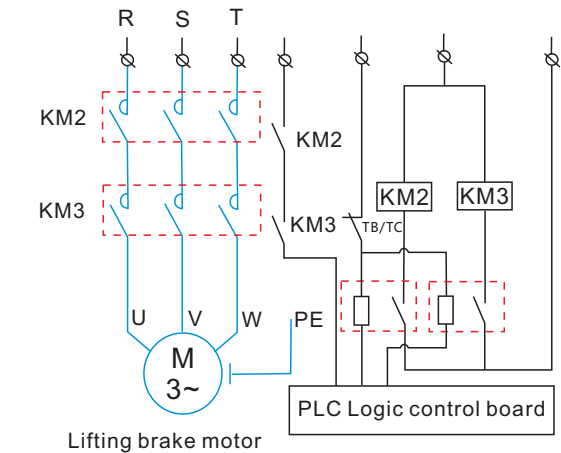 R S T
KM2
KM2
KM2 KM3
KM3
KM3
TB/TC
U V W PE
M
3~
PLC Logic control board
Lifting brake motor